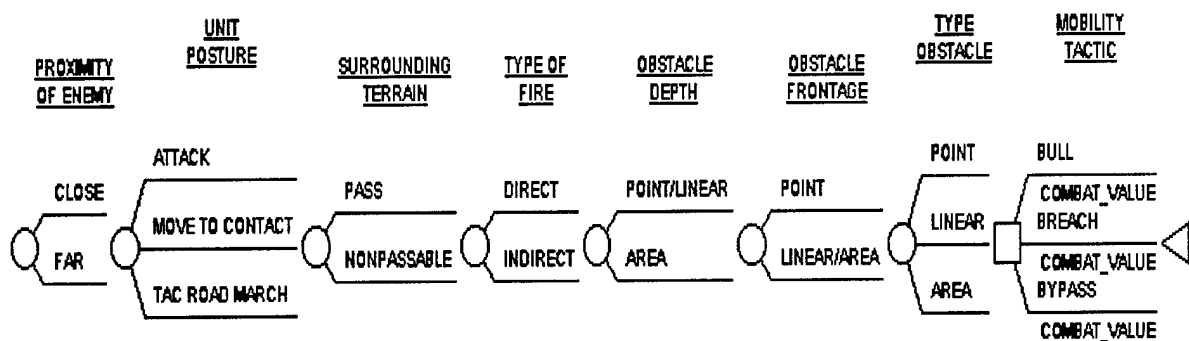 PROXIMITY
OF ENEMY
UNIT
POSTURE
SURROUNDING
TERRAIN
TYPE OF
FIRE
OBSTACLE
DEPTH
OBSTACLE
FRONTAGE
TYPE
OBSTACLE
MOBILITY
TACTIC
CLOSE
FAR
ATTACK
MOVE TO CONTACT
TAC ROAD MARCH
PASS
NONPASSABLE
DIRECT
INDIRECT
POINT/LINEAR
AREA
POINT
LINEAR/AREA
POINT
LINEAR
AREA
BULL
COMBAT_VALUE
BREACH
COMBAT_VALUE
BYPASS
COMBAT_VALUE